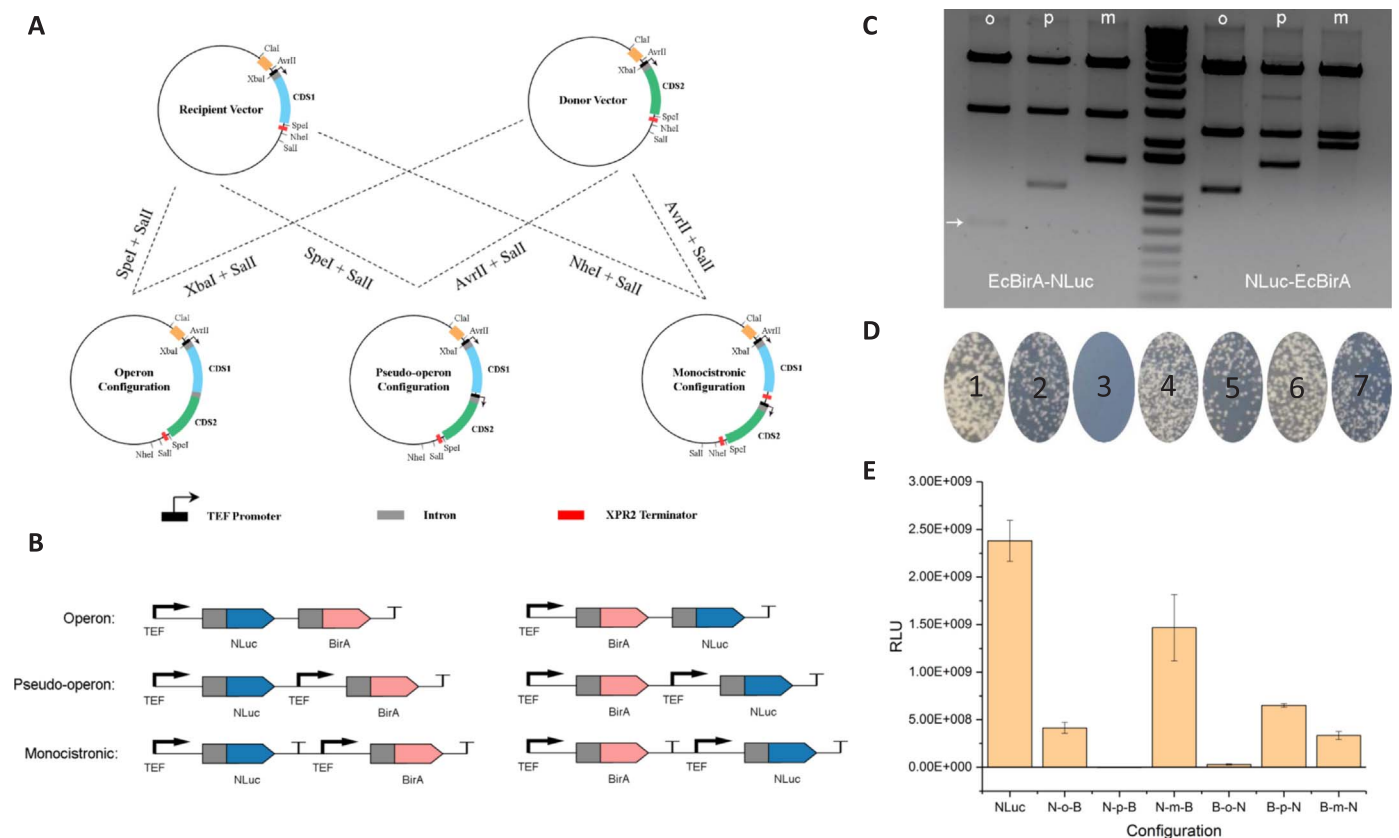 A
ClaI
AvrII
XbaI
CDS1
Recipient Vector
SpeI
NheI
SalI
ClaI
AvrII
XbaI
CDS2
Donor Vector
SpeI
NheI
SalI
SpeI + SalI
XbaI + SalI
SpeI + SalI
AvrII + SalI
NheI + SalI
AvrII + SalI
ClaI
AvrII
XbaI
CDS1
Operon
Configuration
CDS2
SpeI
SalI
NheI
ClaI
AvrII
XbaI
CDS1
Pseudo-operon
Configuration
CDS2
SpeI
SalI
NheI
ClaI
AvrII
XbaI
CDS1
Monocistronic
Configuration
CDS2
SpeI
NheI
SalI
TEF Promoter
Intron
XPR2 Terminator
B
Operon:
TEF
NLuc
BirA
TEF
BirA
NLuc
Pseudo-operon:
TEF
NLuc
TEF
BirA
TEF
BirA
TEF
NLuc
Monocistronic:
TEF
NLuc
TEF
BirA
TEF
BirA
TEF
NLuc
C
o p m o p m
EcBirA-NLuc
NLuc-EcBirA
D
1 2 3 4 5 6 7
E
3.00E+009
2.50E+009
2.00E+009
1.50E+009
1.00E+009
5.00E+008
0.00E+000
RLU
NLuc N-o-B N-p-B N-m-B B-o-N B-p-N B-m-N
Configuration